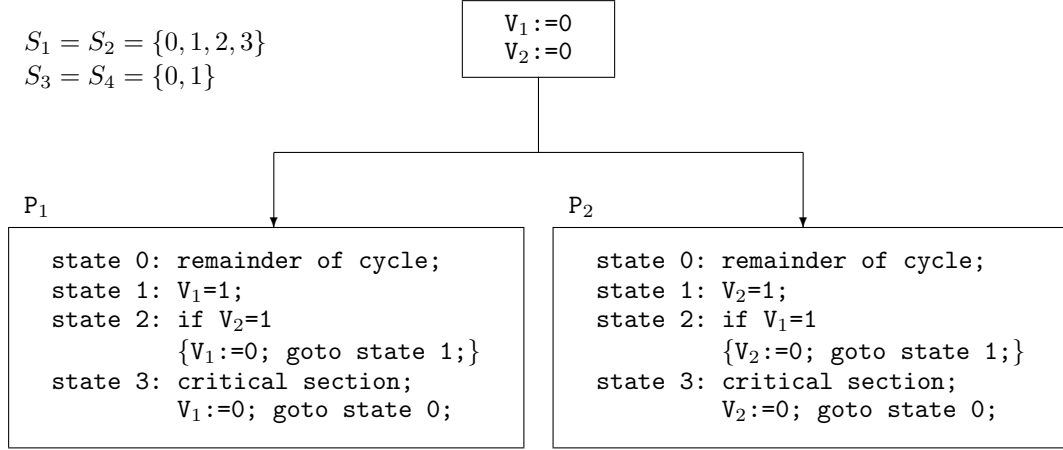 S₁ = S₂ = {0, 1, 2, 3}
S₃ = S₄ = {0, 1}
V₁:=0
V₂:=0
P₁
state 0: remainder of cycle;
state 1: V₁=1;
state 2: if V₂=1
{V₁:=0; goto state 1;}
state 3: critical section;
V₁:=0; goto state 0;
P₂
state 0: remainder of cycle;
state 1: V₂=1;
state 2: if V₁=1
{V₂:=0; goto state 1;}
state 3: critical section;
V₂:=0; goto state 0;